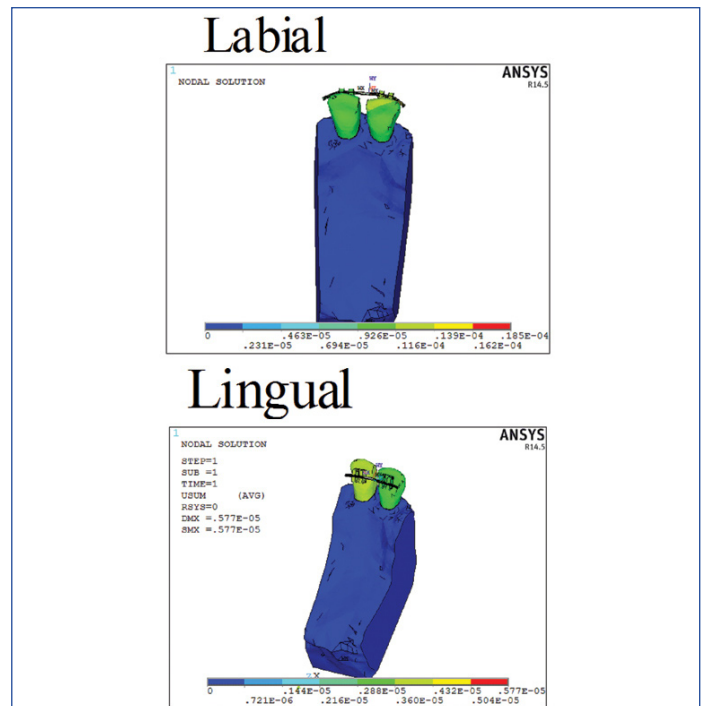 Labial
1
NODAL SOLUTION
ANSYS
R14.5
0 .231E-05 .463E-05 .694E-05 .926E-05 .116E-04 .139E-04 .162E-04 .185E-04
Lingual
1
NODAL SOLUTION
ANSYS
R14.5
STEP=1
SUB =1
TIME=1
USUM (AVG)
RSYS=0
DMX =.577E-05
SMX =.577E-05
X
0 .721E-06 .144E-05 .216E-05 .288E-05 .360E-05 .432E-05 .504E-05 .577E-05